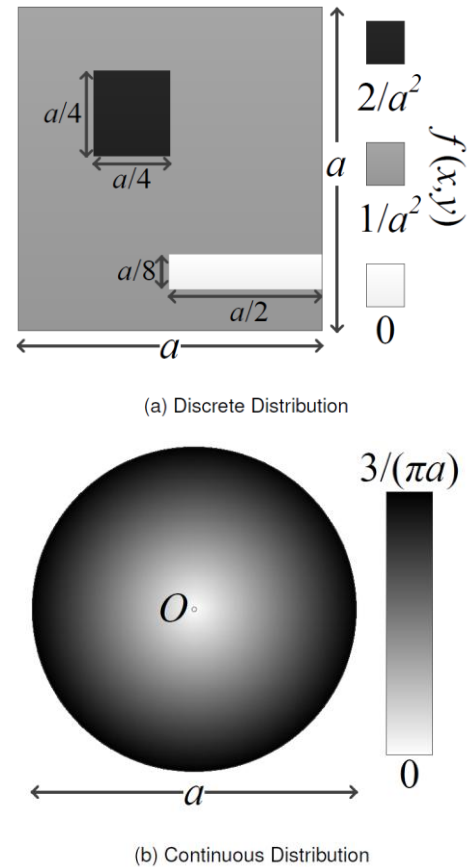 a/4
a/4
a
a/8
a/2
a
2/a²
1/a²
0
f(x,y)
(a) Discrete Distribution
3/(πa)
O
0
a
(b) Continuous Distribution